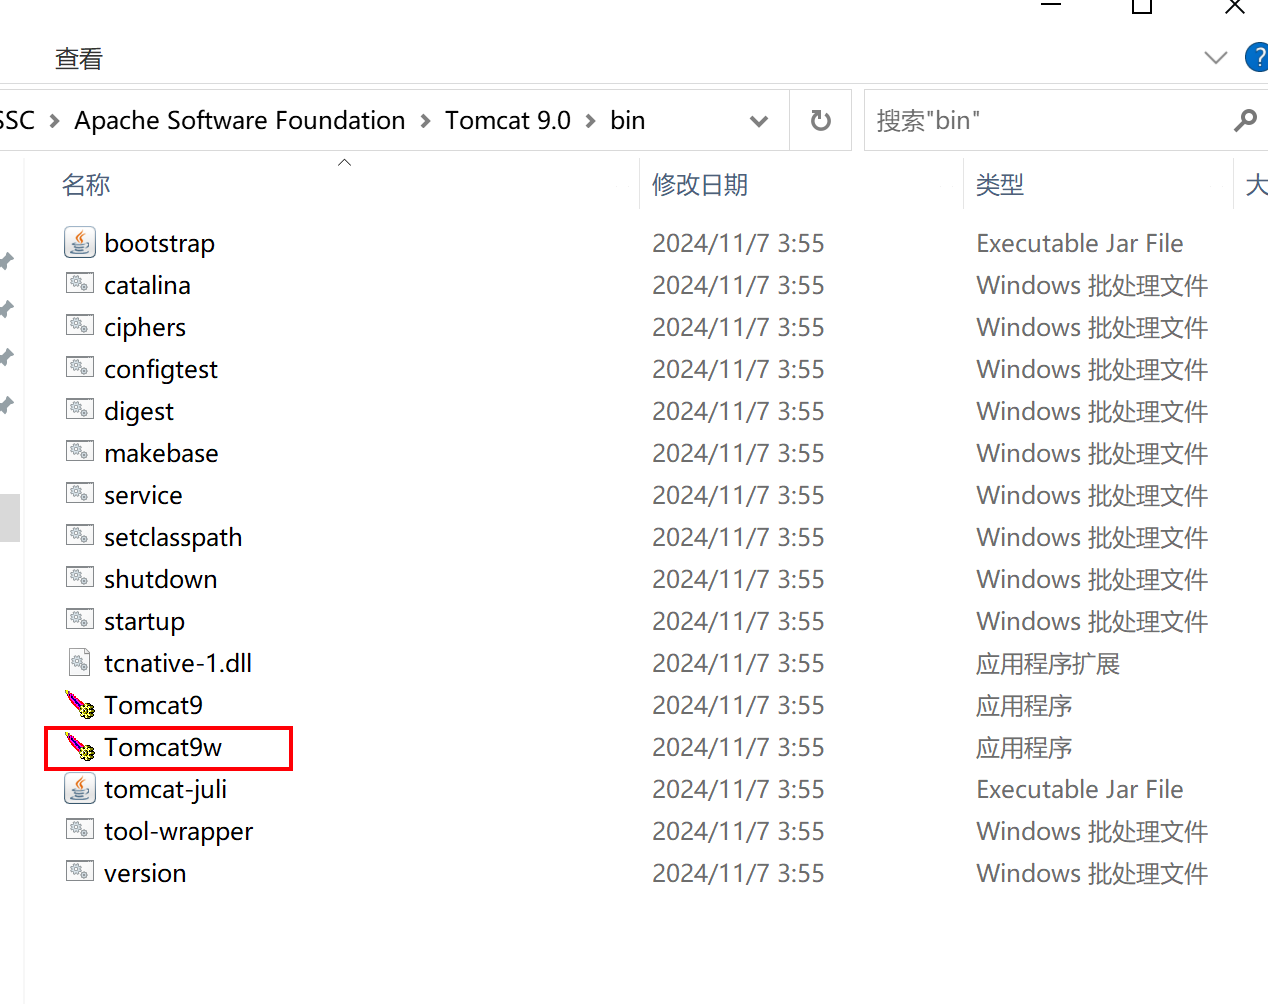 查看
?
SSC > Apache Software Foundation > Tomcat 9.0 > bin
搜索"bin"
名称 修改日期 类型 大
bootstrap 2024/11/7 3:55 Executable Jar File
catalina 2024/11/7 3:55 Windows 批处理文件
ciphers 2024/11/7 3:55 Windows 批处理文件
configtest 2024/11/7 3:55 Windows 批处理文件
digest 2024/11/7 3:55 Windows 批处理文件
makebase 2024/11/7 3:55 Windows 批处理文件
service 2024/11/7 3:55 Windows 批处理文件
setclasspath 2024/11/7 3:55 Windows 批处理文件
shutdown 2024/11/7 3:55 Windows 批处理文件
startup 2024/11/7 3:55 Windows 批处理文件
tcnative-1.dll 2024/11/7 3:55 应用程序扩展
Tomcat9 2024/11/7 3:55 应用程序
Tomcat9w 2024/11/7 3:55 应用程序
tomcat-juli 2024/11/7 3:55 Executable Jar File
tool-wrapper 2024/11/7 3:55 Windows 批处理文件
version 2024/11/7 3:55 Windows 批处理文件